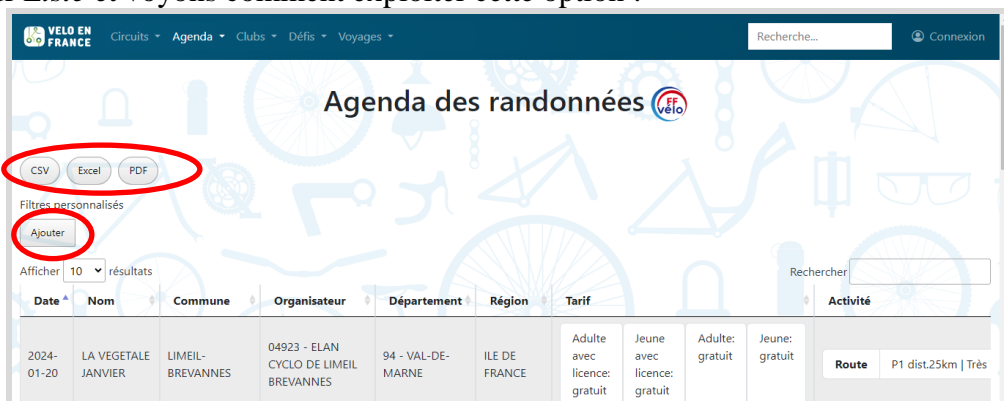 VELO EN FRANCE Circuits Agenda Clubs Défis Voyages Recherche... Connexion
Agenda des randonnées FF vélo
CSV Excel PDF
Filtres personnalisés
Ajouter
Afficher 10 résultats Rechercher
Date Nom Commune Organisateur Département Région Tarif Activité
2024-01-20 LA VEGETALE JANVIER LIMEIL-BREVANNES 04923 - ELAN CYCLO DE LIMEIL BREVANNES 94 - VAL-DE-MARNE ILE DE FRANCE Adulte avec licence: gratuit Jeune avec licence: gratuit Adulte: gratuit Jeune: gratuit Route P1 dist.25km | Très